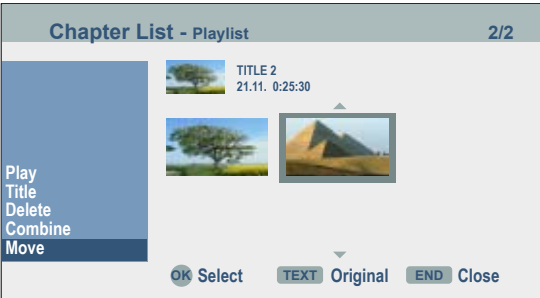 Chapter List - Playlist 2/2
TITLE 2
21.11. 0:25:30
Play
Title
Delete
Combine
Move
OK Select TEXT Original END Close